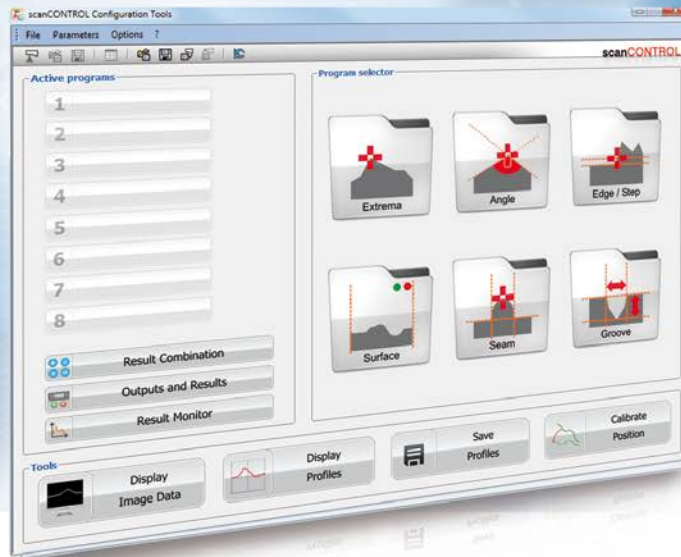 scanCONTROL Configuration Tools
File Parameters Options ?
scanCONTROL
Active programs
1
2
3
4
5
6
7
8
Result Combination
Outputs and Results
Result Monitor
Program selector
Extrema
Angle
Edge / Step
Surface
Seam
Groove
Tools
Display
Image Data
Display
Profiles
Save
Profiles
Calibrate
Position